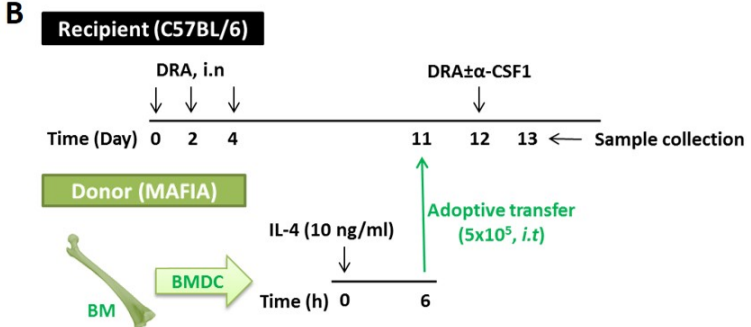 B
Recipient (C57BL/6)
DRA, i.n
DRA±α-CSF1
Time (Day) 0 2 4 11 12 13 Sample collection
Donor (MAFIA)
Adoptive transfer
(5x10⁵, i.t)
IL-4 (10 ng/ml)
BMDC
BM
Time (h) 0 6